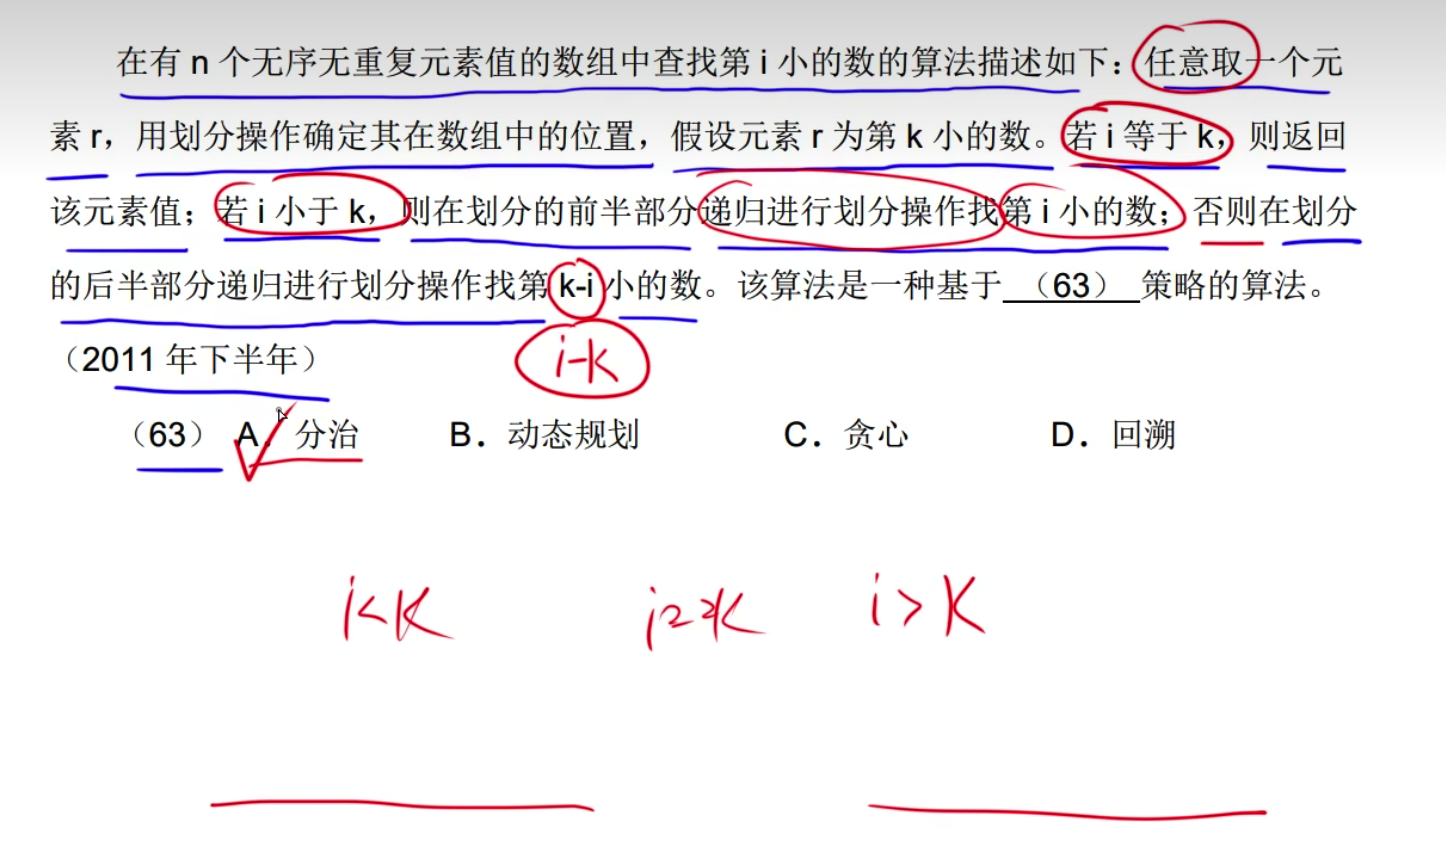 在有 n 个无序无重复元素值的数组中查找第 i 小的数的算法描述如下：任意取一个元
素 r，用划分操作确定其在数组中的位置，假设元素 r 为第 k 小的数。若 i 等于 k，则返回
该元素值；若 i 小于 k，则在划分的前半部分递归进行划分操作找第 i 小的数；否则在划分
的后半部分递归进行划分操作找第 k-i 小的数。该算法是一种基于 （63） 策略的算法。
（2011 年下半年）
i-K
（63） A．分治 B．动态规划 C．贪心 D．回溯
i<K i>K